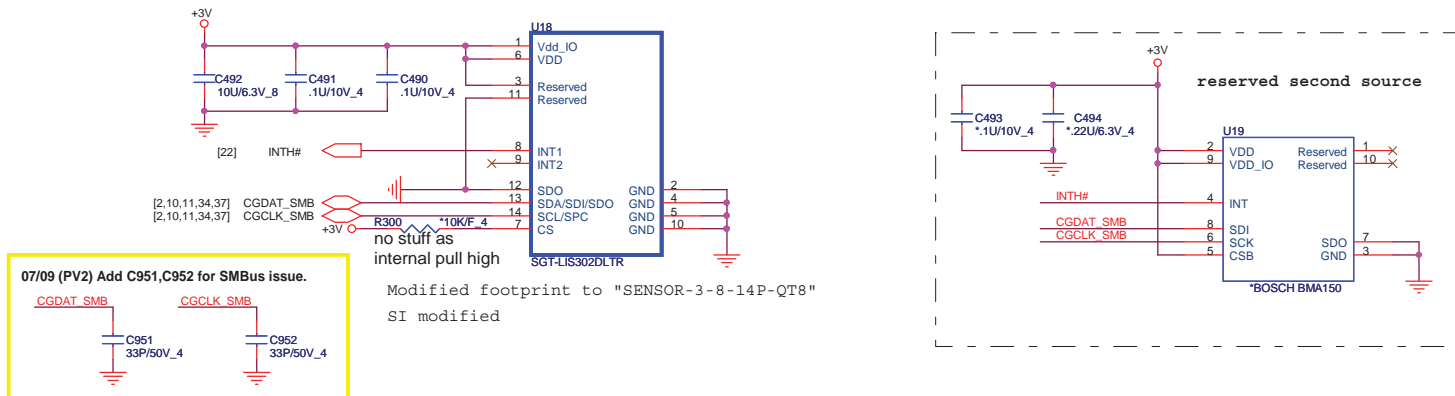 +3V
C492
10U/6.3V_8
C491
.1U/10V_4
C490
.1U/10V_4
U18
1
6
3
11
8
9
12
13
14
7
Vdd_IO
VDD
Reserved
Reserved
INT1
INT2
SDO
SDA/SDI/SDO
SCL/SPC
CS
GND
GND
GND
GND
2
4
5
10
SGT-LIS302DLTR
[22] INTH#
[2,10,11,34,37] CGDAT_SMB
[2,10,11,34,37] CGCLK_SMB
+3V
R300 *10K/F_4
no stuff as
internal pull high
Modified footprint to "SENSOR-3-8-14P-QT8"
SI modified
07/09 (PV2) Add C951,C952 for SMBus issue.
CGDAT_SMB
CGCLK_SMB
C951
33P/50V_4
C952
33P/50V_4
+3V
reserved second source
C493
*.1U/10V_4
C494
*.22U/6.3V_4
U19
2
9
4
8
6
5
VDD
VDD_IO
INT
SDI
SCK
CSB
Reserved
Reserved
SDO
GND
1
10
7
3
INTH#
CGDAT_SMB
CGCLK_SMB
*BOSCH BMA150